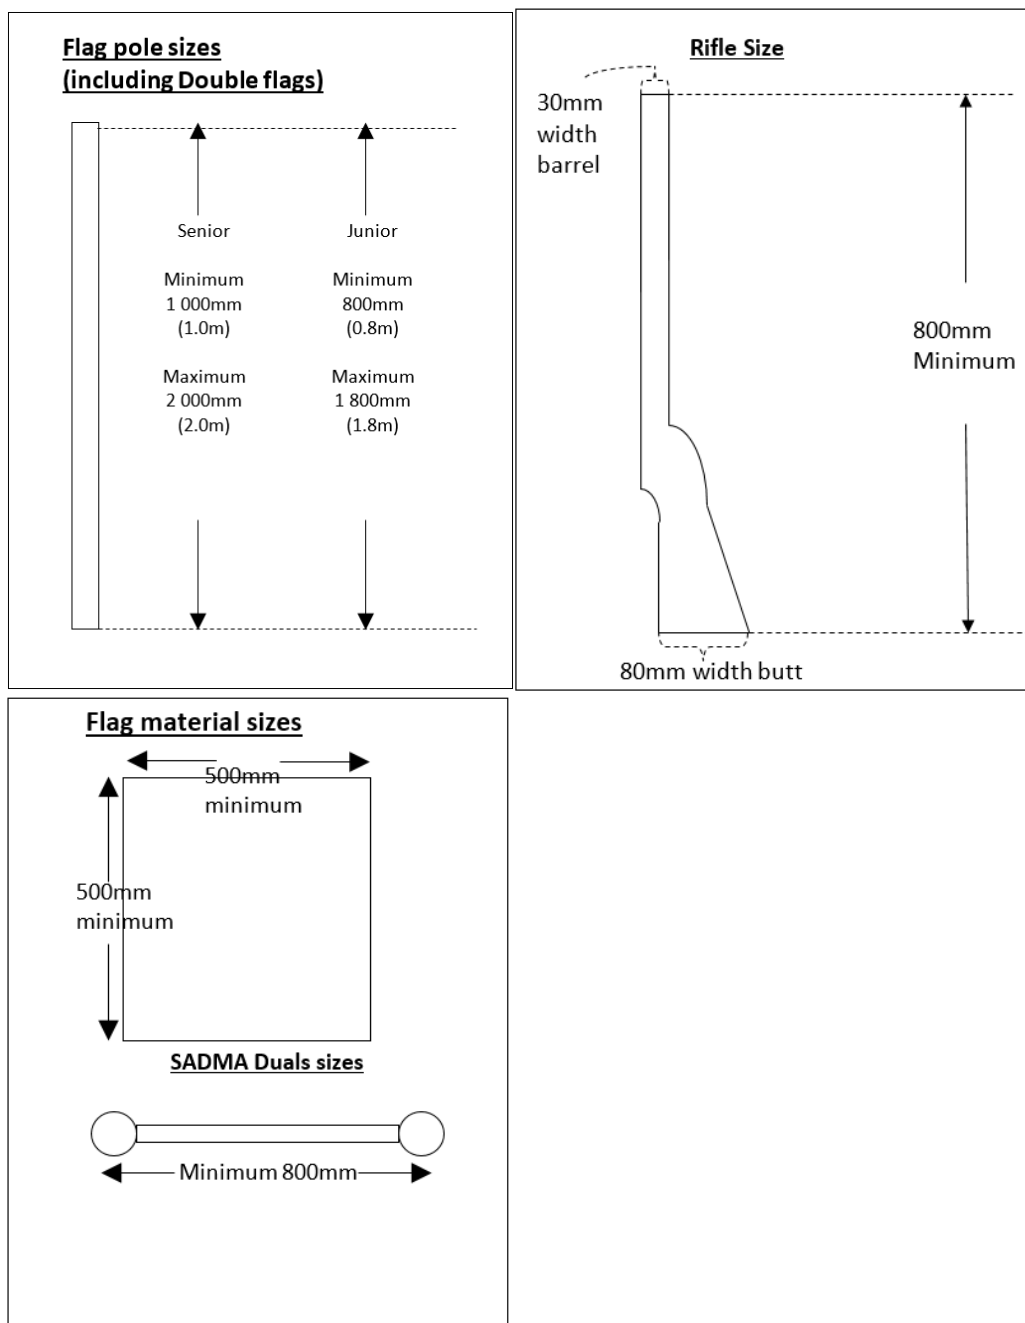 Flag pole sizes
(including Double flags)
Senior
Minimum
1 000mm
(1.0m)
Maximum
2 000mm
(2.0m)
Junior
Minimum
800mm
(0.8m)
Maximum
1 800mm
(1.8m)
Rifle Size
30mm
width
barrel
800mm
Minimum
80mm width butt
Flag material sizes
500mm
minimum
500mm
minimum
SADMA Duals sizes
Minimum 800mm